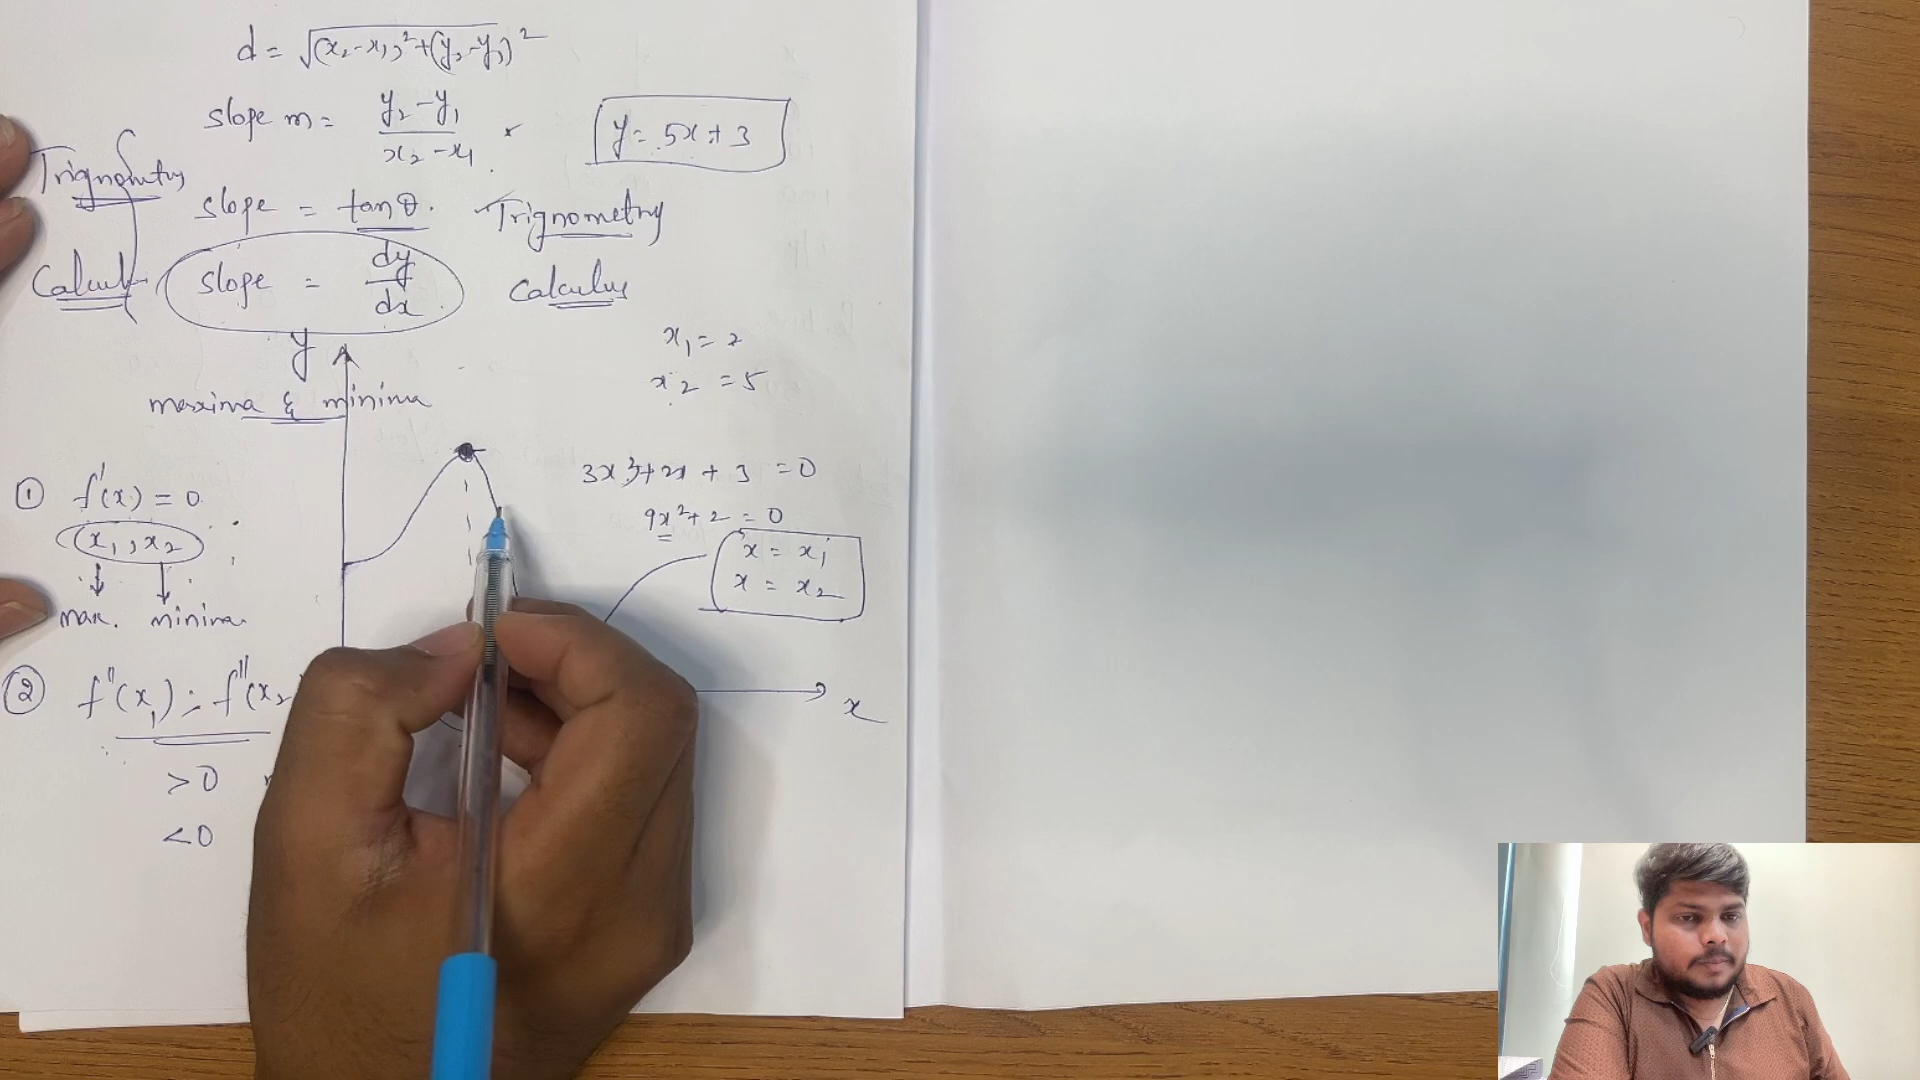 d = √(x₂-x₁)²+(y₂-y₁)²
slope m = y₂-y₁ / x₂-x₁
y = 5x + 3
Trignometry
slope = tanθ. Trignometry
slope = dy/dx Calculus
y
x₁ = 2
x₂ = 5
maxima & minima
3x³+2x + 3 = 0
① f'(x) = 0
9x²+2 = 0
x₁, x₂
x = x₁
x = x₂
max. minima
② f''(x₁) ; f''(x₂
x
>0
<0